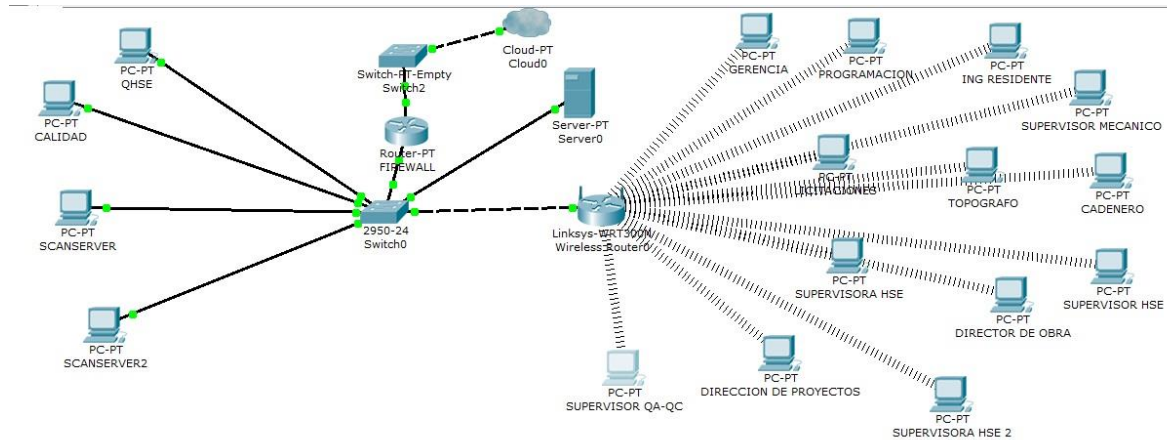 PC-PT
QHSE
PC-PT
CALIDAD
PC-PT
SCANSERVER
PC-PT
SCANSERVER2
Cloud-PT
Cloud0
Switch-PT-Empty
Switch2
Router-PT
FIREWALL
Server-PT
Server0
2950-24
Switch0
Linksys-WRT300N
Wireless Router0
PC-PT
GERENCIA
PC-PT
PROGRAMACION
PC-PT
ING RESIDENTE
PC-PT
SUPERVISOR MECANICO
PC-PT
LICITACIONES
PC-PT
TOPOGRAFO
PC-PT
CADENERO
PC-PT
SUPERVISORA HSE
PC-PT
SUPERVISOR HSE
PC-PT
DIRECTOR DE OBRA
PC-PT
SUPERVISOR QA-QC
PC-PT
DIRECCION DE PROYECTOS
PC-PT
SUPERVISORA HSE 2